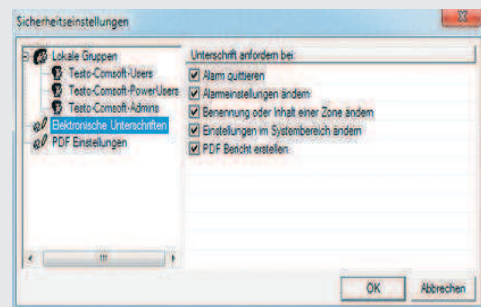 Sicherheitseinstellungen
Lokale Gruppen
Testo-Comsoft-Users
Testo-Comsoft-PowerUsers
Testo-Comsoft-Admins
Elektronische Unterschriften
PDF Einstellungen
Unterschrift anfordern bei:
Alarm quittieren
Alarmeinstellungen ändern
Benennung oder Inhalt einer Zone ändern
Einstellungen im Systembereich ändern
PDF Bericht erstellen
OK
Abbrechen